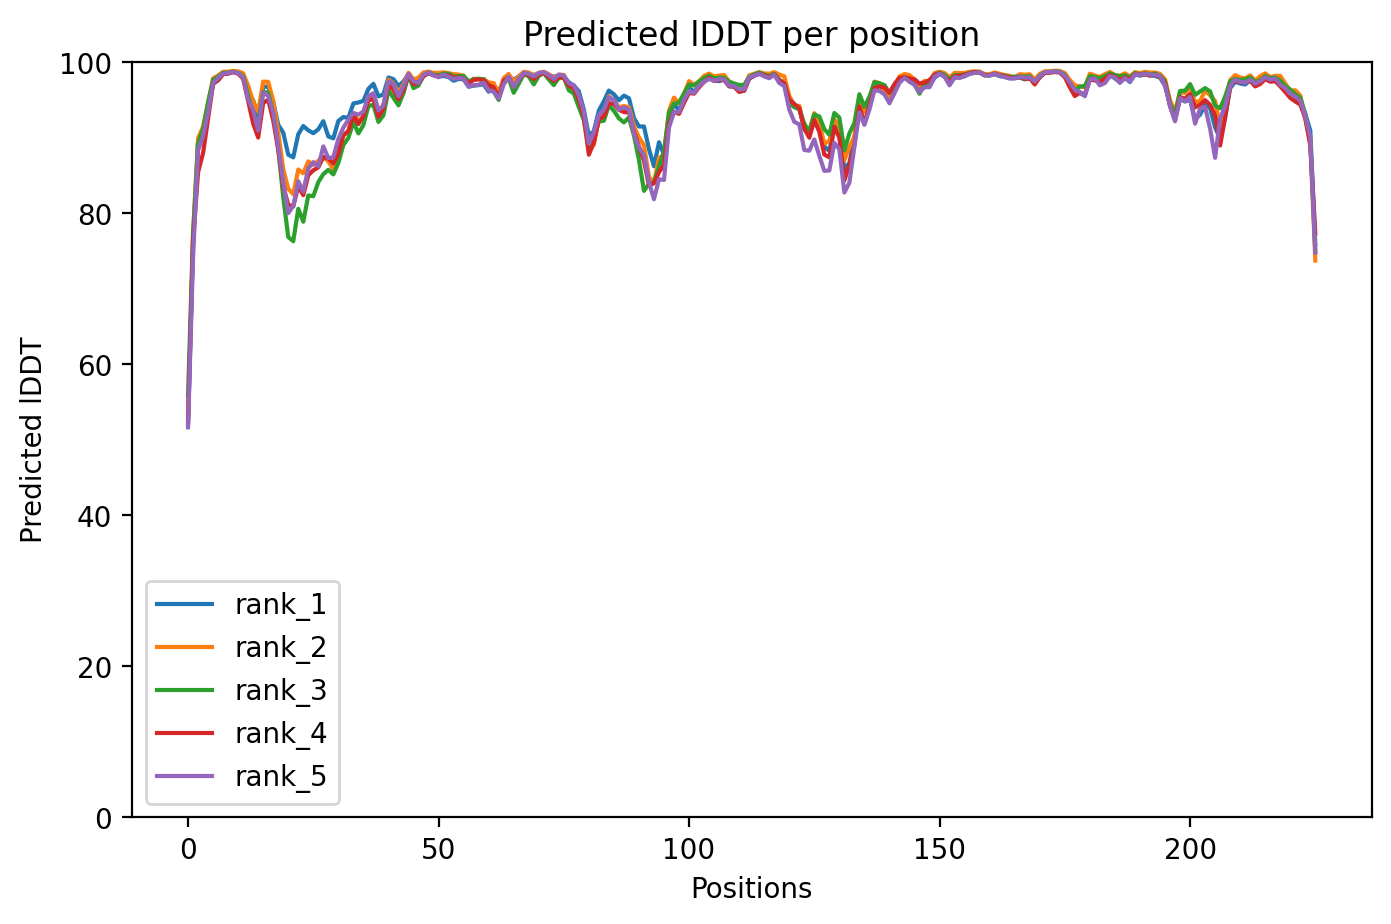 Predicted lDDT per position
100
80
60
40
20
0
Predicted lDDT
rank_1
rank_2
rank_3
rank_4
rank_5
0 50 100 150 200
Positions